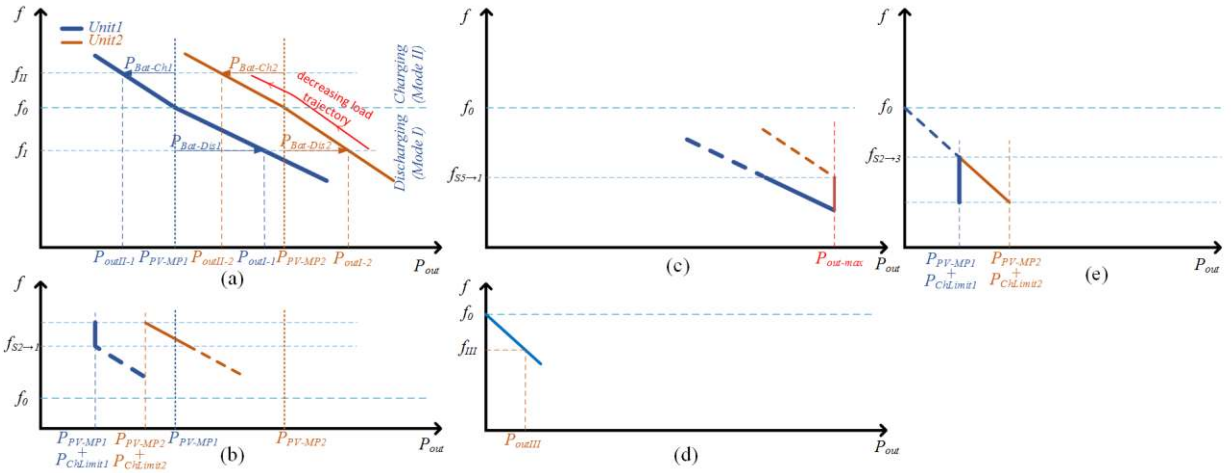 f
Unit1
Unit2
P_Bat-Ch1
P_Bat-Ch2
decreasing load
trajectory
Charging
(Mode II)
f_II
f_0
P_Bat-Dis1
P_Bat-Dis2
Discharging
(Mode I)
f_I
P_outII-1
P_PV-MP1
P_outII-2
P_outI-1
P_PV-MP2
P_outI-2
P_out
(a)
f
f_S2→1
f_0
P_PV-MP1
+
P_ChLimit1
P_PV-MP2
+
P_ChLimit2
P_PV-MP1
P_PV-MP2
P_out
(b)
f
f_0
f_S5→1
P_out-max
P_out
(c)
f
f_0
f_III
P_outIII
P_out
(d)
f
f_0
f_S2→3
P_PV-MP1
+
P_ChLimit1
P_PV-MP2
+
P_ChLimit2
P_out
(e)